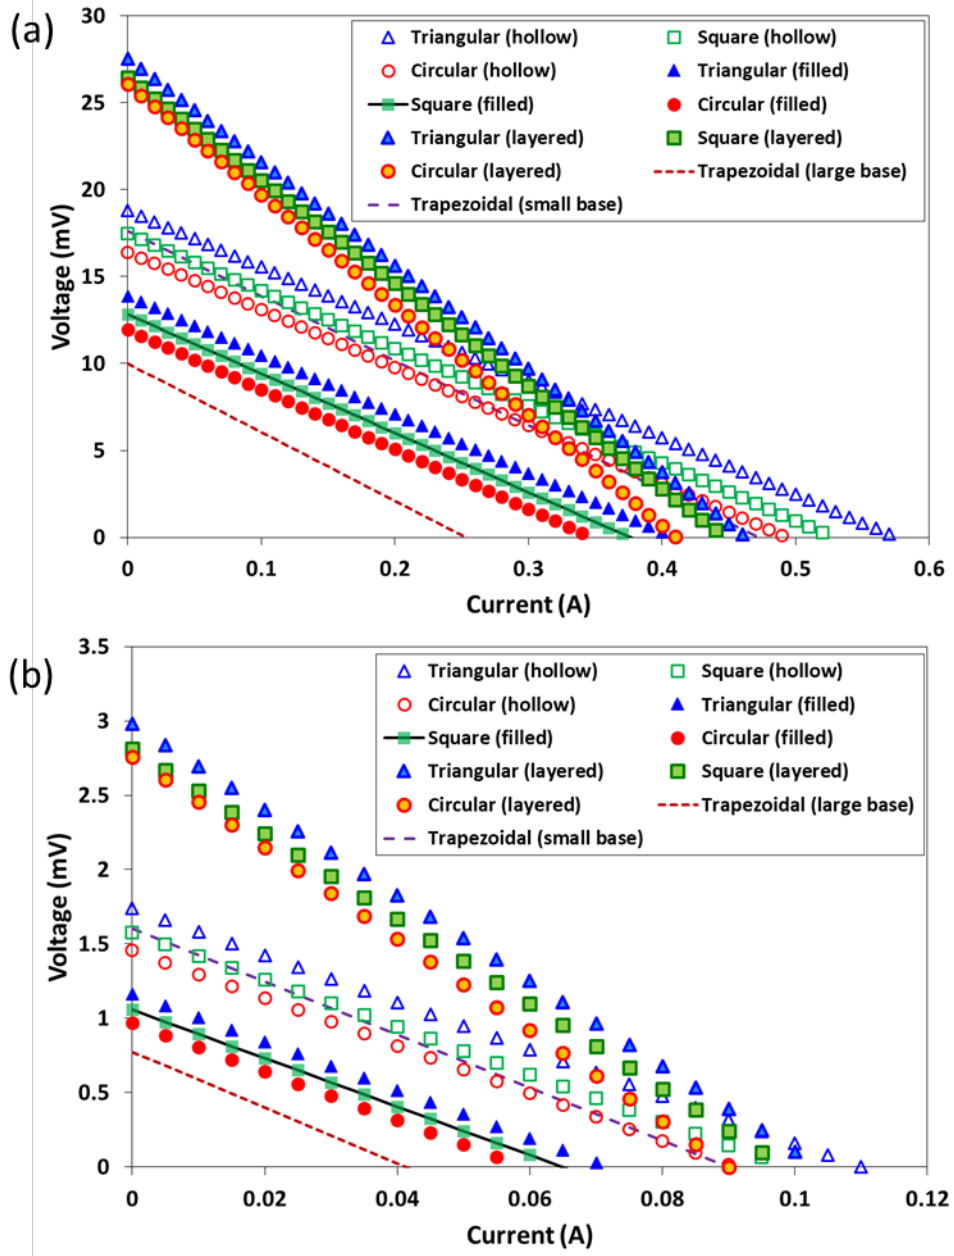 (a)
30
25
20
15
10
5
0
Voltage (mV)
Triangular (hollow) Square (hollow)
Circular (hollow) Triangular (filled)
Square (filled) Circular (filled)
Triangular (layered) Square (layered)
Circular (layered) Trapezoidal (large base)
Trapezoidal (small base)
0 0.1 0.2 0.3 0.4 0.5 0.6
Current (A)
(b)
3.5
3
2.5
2
1.5
1
0.5
0
Voltage (mV)
Triangular (hollow) Square (hollow)
Circular (hollow) Triangular (filled)
Square (filled) Circular (filled)
Triangular (layered) Square (layered)
Circular (layered) Trapezoidal (large base)
Trapezoidal (small base)
0 0.02 0.04 0.06 0.08 0.1 0.12
Current (A)